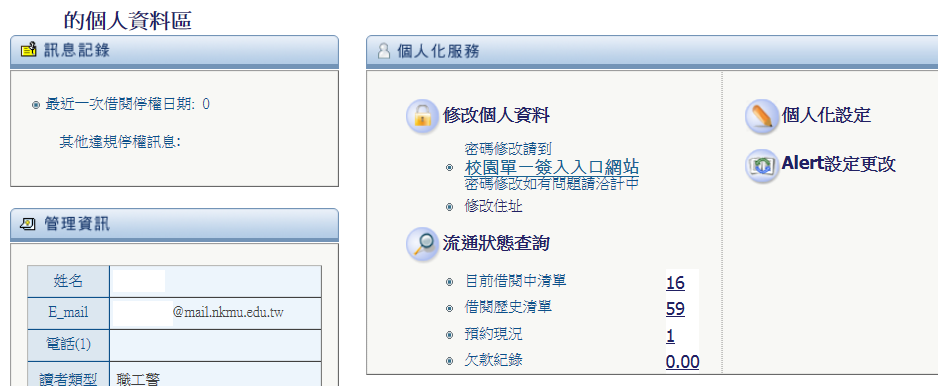 的個人資料區
訊息記錄
最近一次借閱停權日期: 0
其他違規停權訊息:
管理資訊
姓名
E_mail @mail.nkmu.edu.tw
電話(1)
讀者類型 職工警
個人化服務
修改個人資料
密碼修改請到
校園單一簽入入口網站
密碼修改如有問題請洽計中
修改住址
流通狀態查詢
目前借閱中清單 16
借閱歷史清單 59
預約現況 1
欠款紀錄 0.00
個人化設定
Alert設定更改